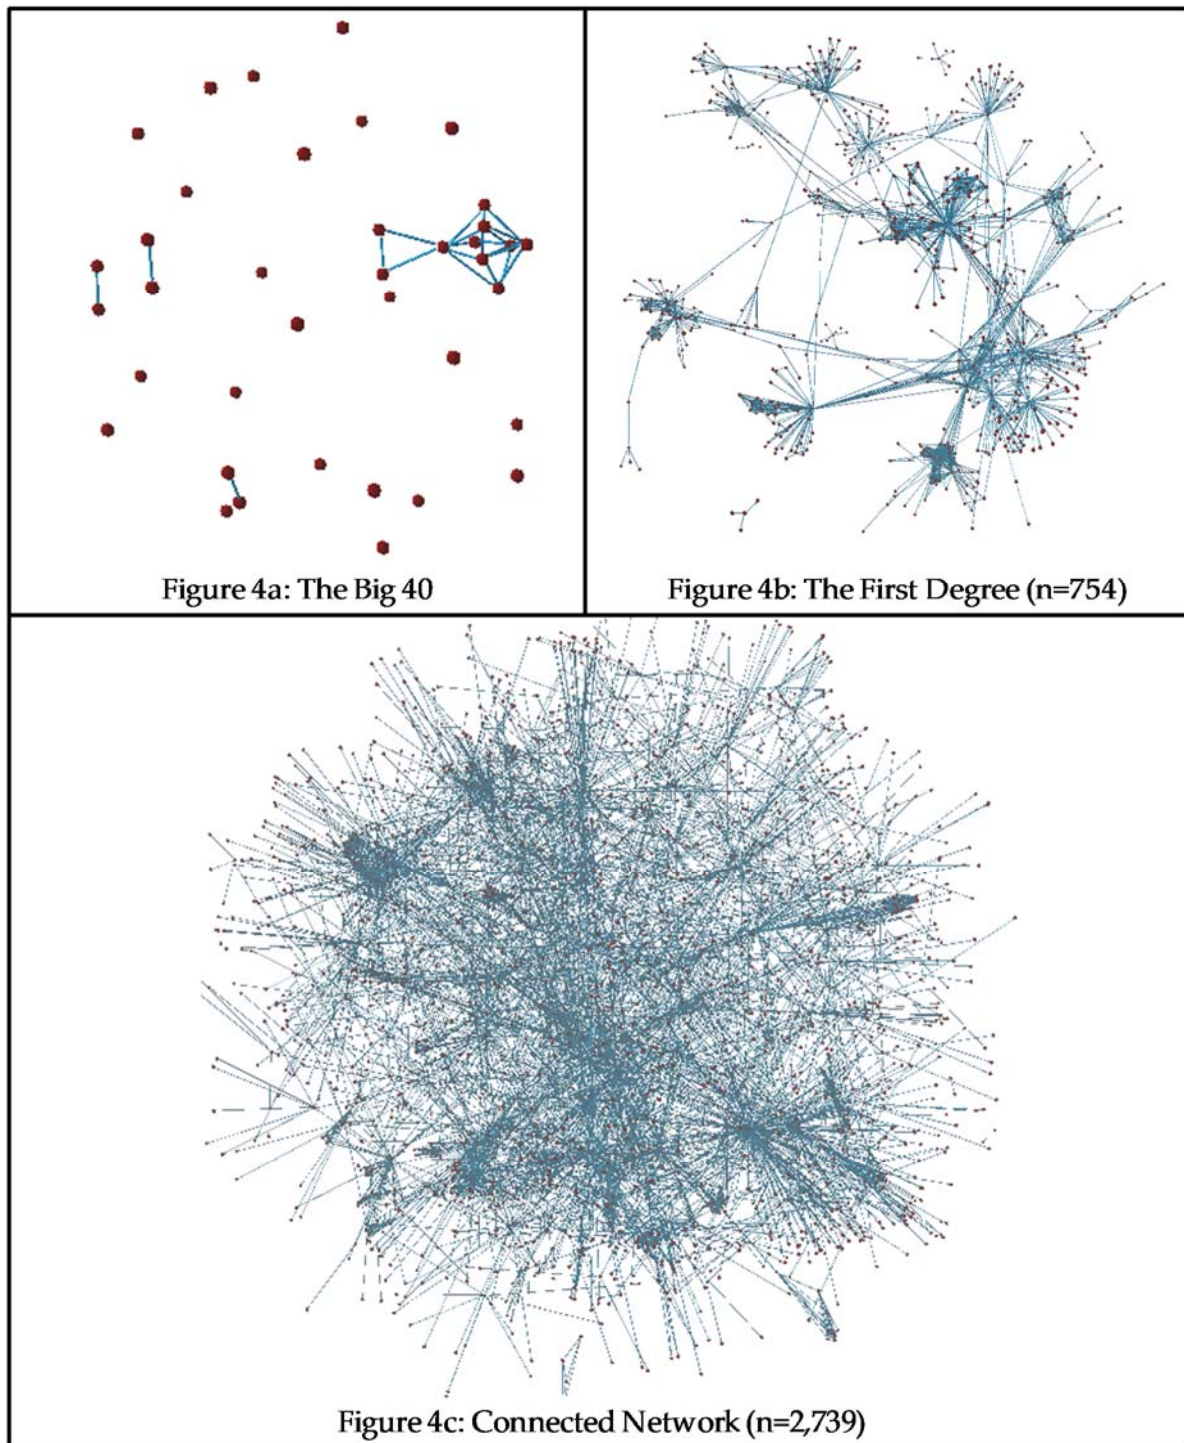 Figure 4a: The Big 40
Figure 4b: The First Degree (n=754)
Figure 4c: Connected Network (n=2,739)